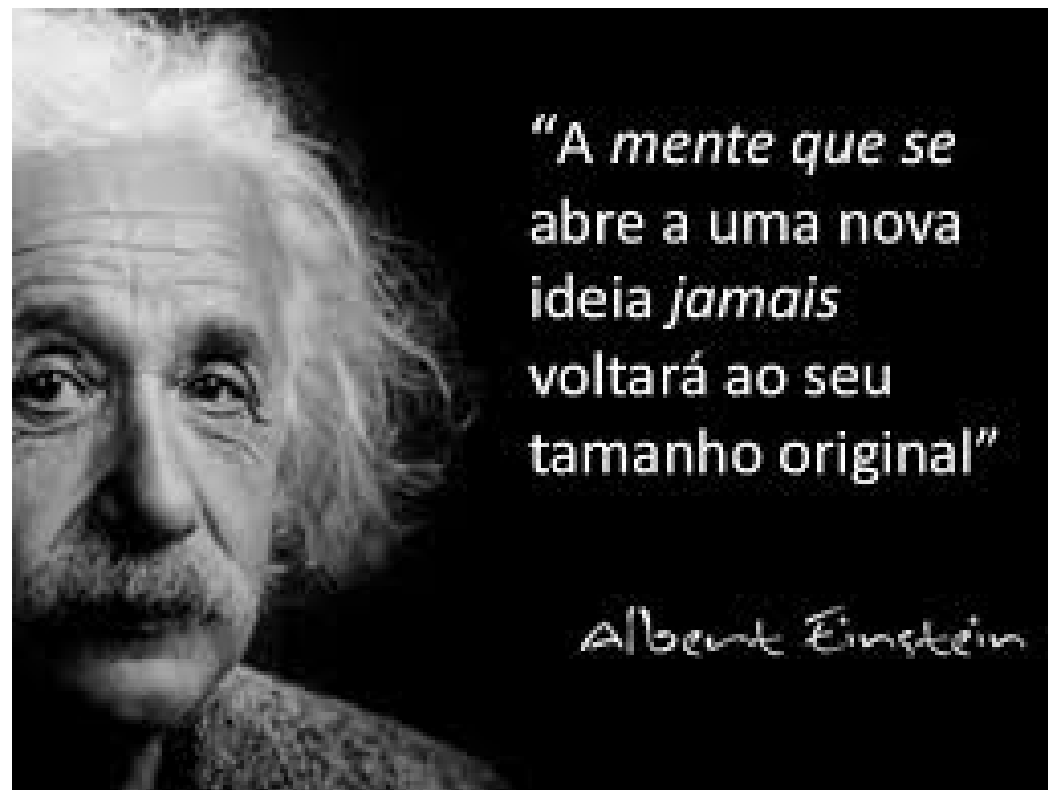 “A mente que se
abre a uma nova
ideia jamais
voltará ao seu
tamanho original”
Albert Einstein